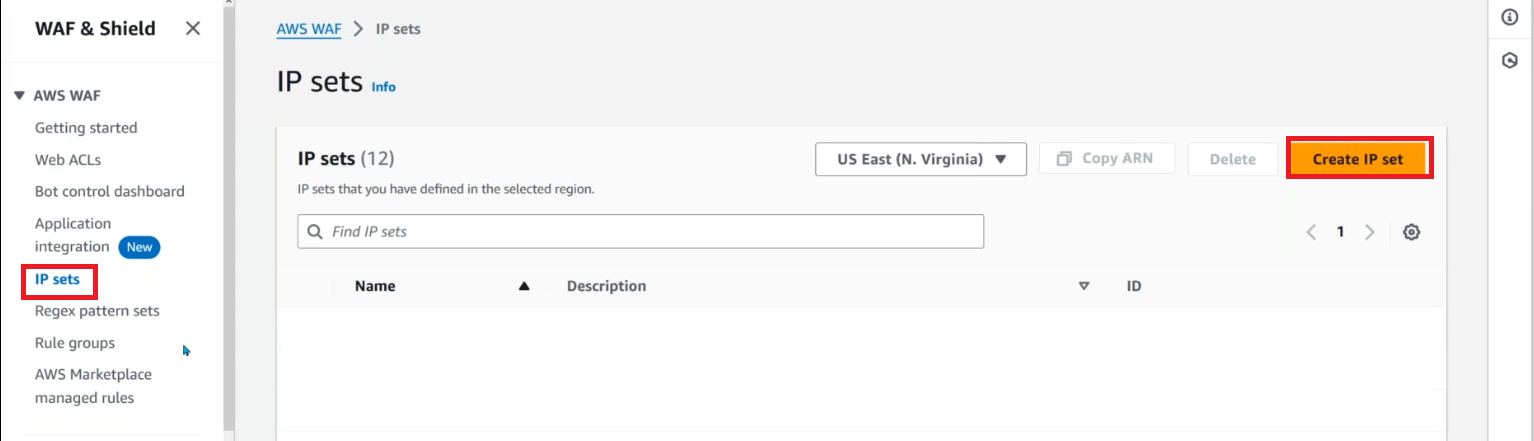 WAF & Shield
AWS WAF
Getting started
Web ACLs
Bot control dashboard
Application
integration New
IP sets
Regex pattern sets
Rule groups
AWS Marketplace
managed rules
AWS WAF IP sets
IP sets Info
IP sets (12)
US East (N. Virginia) Copy ARN Delete Create IP set
IP sets that you have defined in the selected region.
Find IP sets
1
Name Description ID